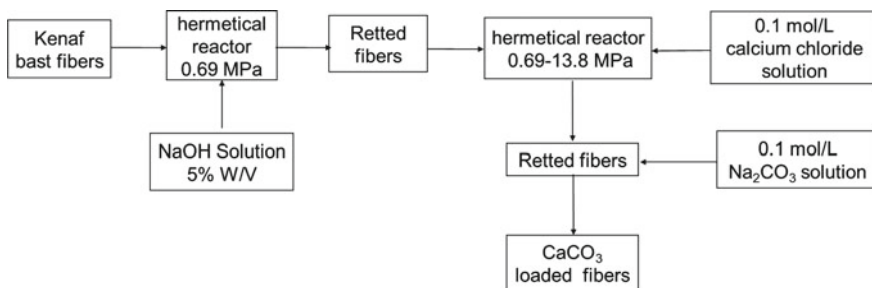 Kenaf
bast fibers
hermetical
reactor
0.69 MPa
Retted
fibers
hermetical reactor
0.69-13.8 MPa
0.1 mol/L
calcium chloride
solution
NaOH Solution
5% W/V
Retted fibers
0.1 mol/L
Na₂CO₃ solution
CaCO₃
loaded fibers